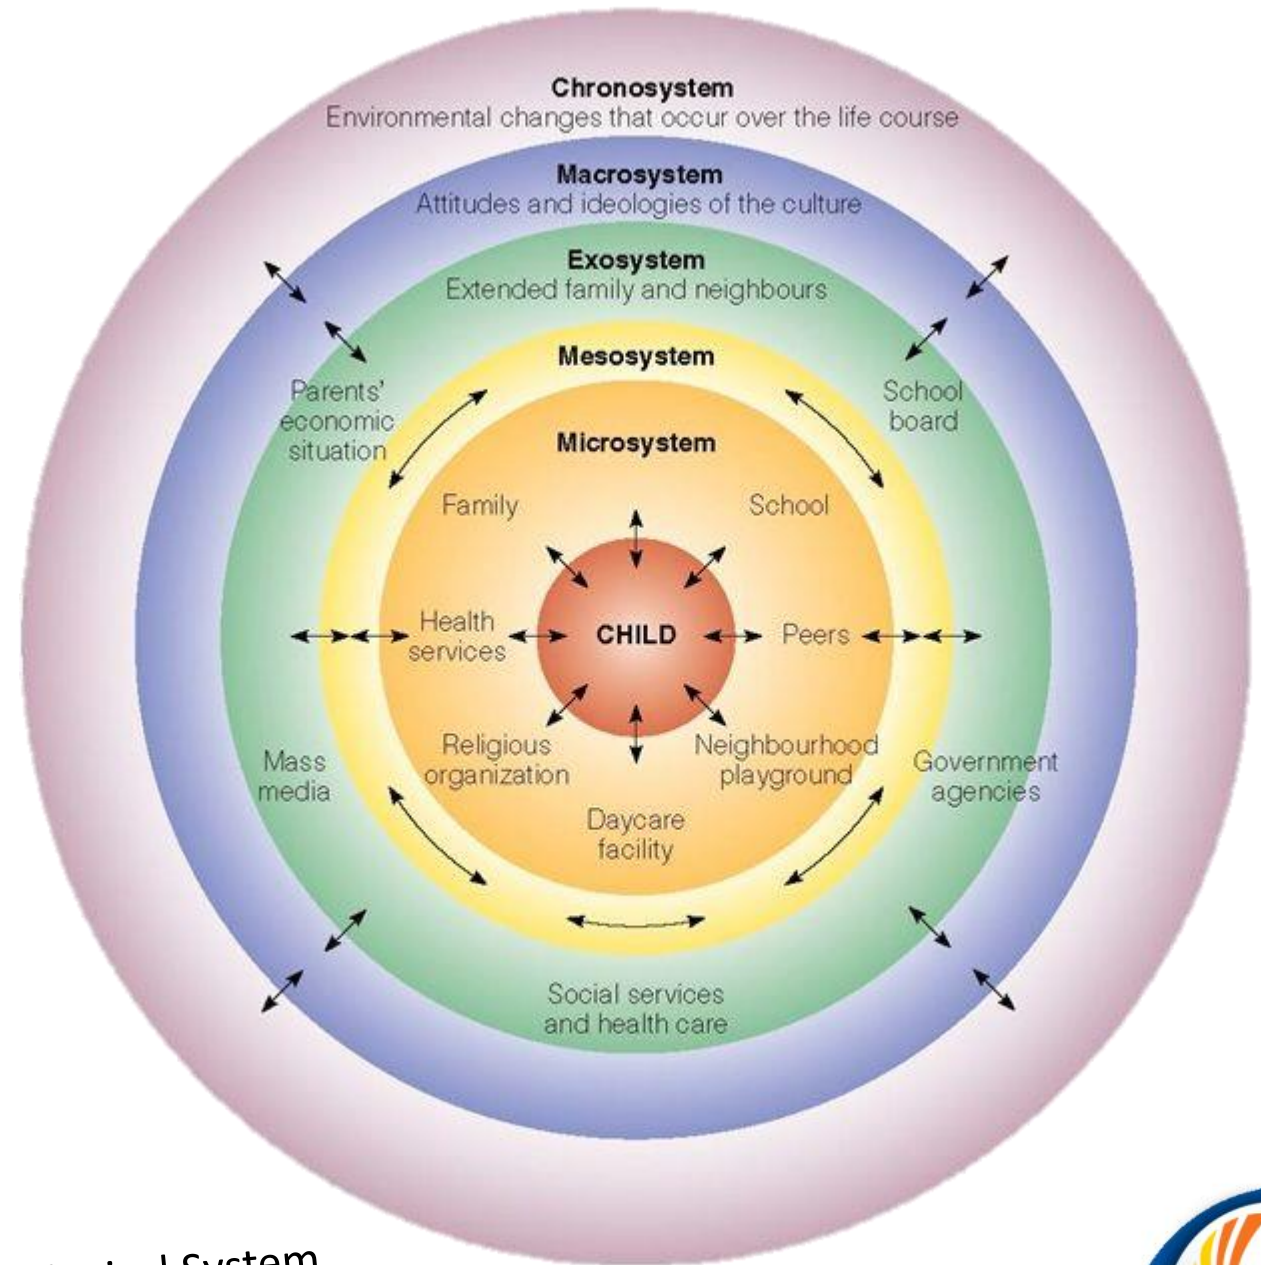 Chronosystem
Environmental changes that occur over the life course
Macrosystem
Attitudes and ideologies of the culture
Exosystem
Extended family and neighbours
Mesosystem
Parents'
economic
situation
School
board
Microsystem
Family
School
Health
services
CHILD
Peers
Religious
organization
Neighbourhood
playground
Mass
media
Government
agencies
Daycare
facility
Social services
and health care
System